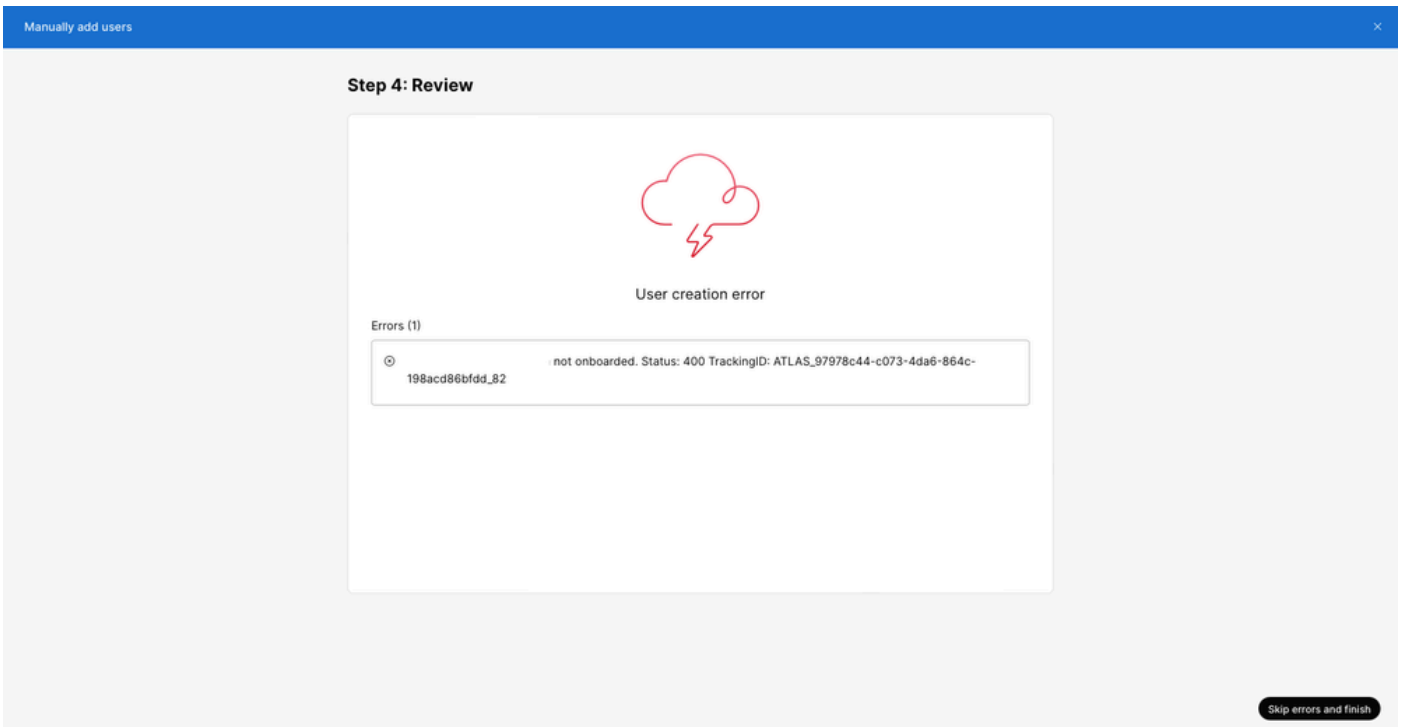 Manually add users
Step 4: Review
User creation error
Errors (1)
not onboarded. Status: 400 TrackingID: ATLAS_97978c44-c073-4da6-864c-
198acd86bfdd_82
Skip errors and finish